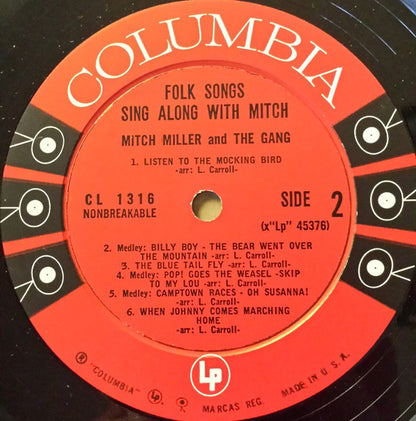 COLUMBIA
FOLK SONGS
SING ALONG WITH MITCH
MITCH MILLER and THE GANG
1. LISTEN TO THE MOCKING BIRD
-arr: L. Carroll-
CL 1316
NONBREAKABLE
SIDE 2
(x"Lp" 45376)
2. Medley: BILLY BOY - THE BEAR WENT OVER
THE MOUNTAIN -arr: L. Carroll-
3. THE BLUE TAIL FLY -arr: L. Carroll-
4. Medley: POP! GOES THE WEASEL -SKIP
TO MY LOU -arr: L. Carroll-
5. Medley: CAMPTOWN RACES - OH SUSANNA!
-arr: L. Carroll-
6. WHEN JOHNNY COMES MARCHING
HOME
-arr: L. Carroll-
® "COLUMBIA" ® LP MARCAS REG. MADE IN U.S.A.